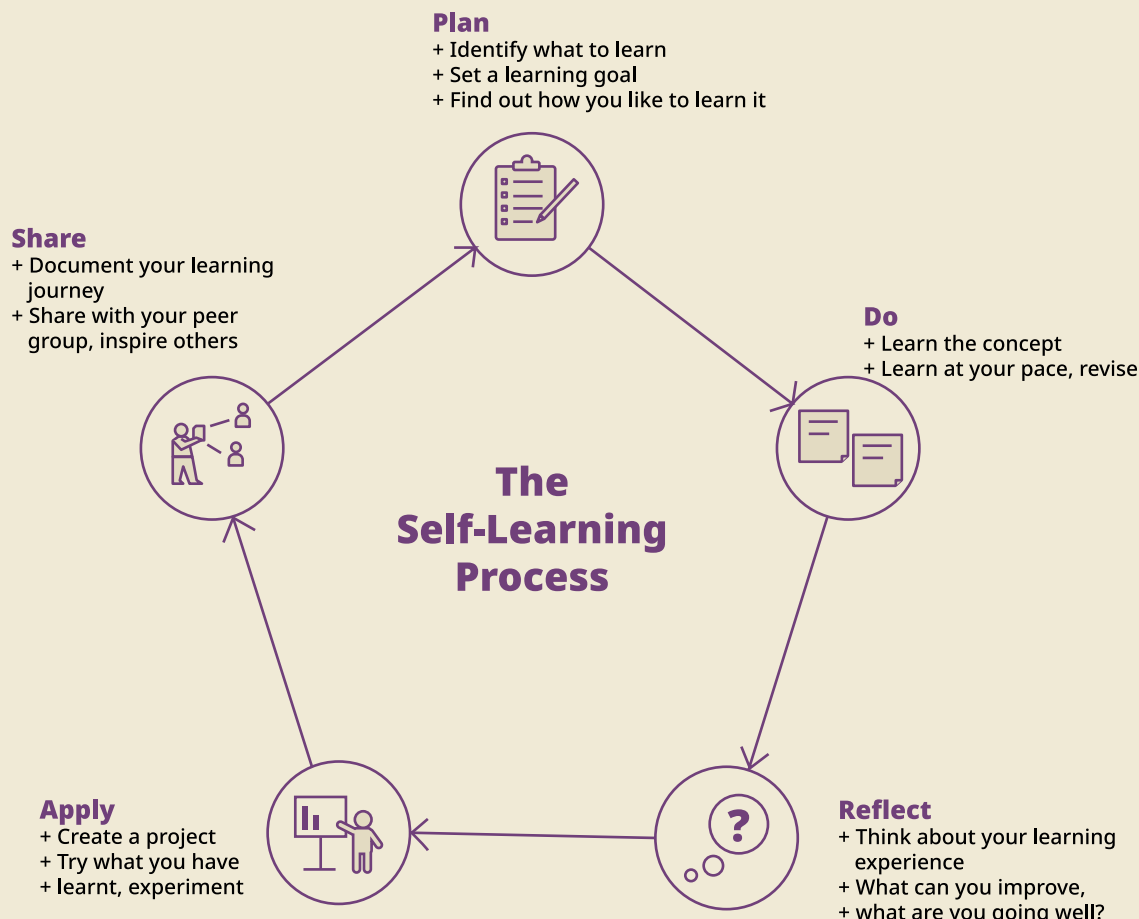 Plan
+ Identify what to learn
+ Set a learning goal
+ Find out how you like to learn it
Do
+ Learn the concept
+ Learn at your pace, revise
Reflect
+ Think about your learning
experience
+ What can you improve,
+ what are you going well?
Apply
+ Create a project
+ Try what you have
+ learnt, experiment
Share
+ Document your learning
journey
+ Share with your peer
group, inspire others
The
Self-Learning
Process
?